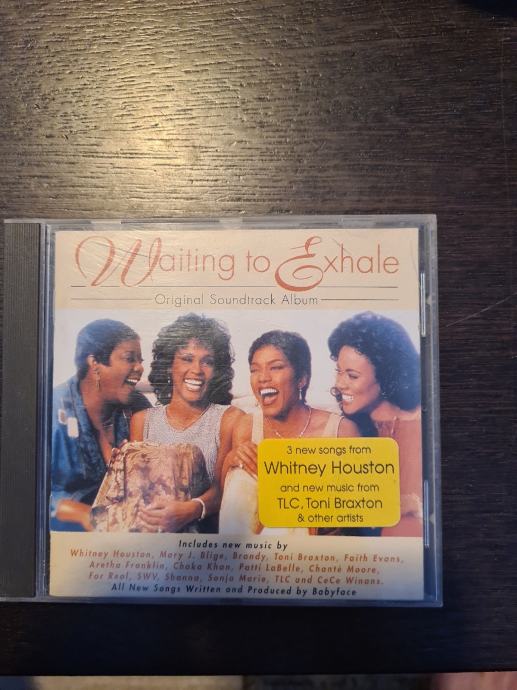 Waiting to Exhale
Original Soundtrack Album
3 new songs from
Whitney Houston
and new music from
TLC, Toni Braxton
& other artists
Includes new music by
Whitney Houston, Mary J. Blige, Brandy, Toni Braxton, Faith Evans,
Aretha Franklin, Chaka Khan, Patti LaBelle, Chanté Moore,
For Real, SWV, Shanna, Sonja Marie, TLC and CeCe Winans.
All New Songs Written and Produced by Babyface